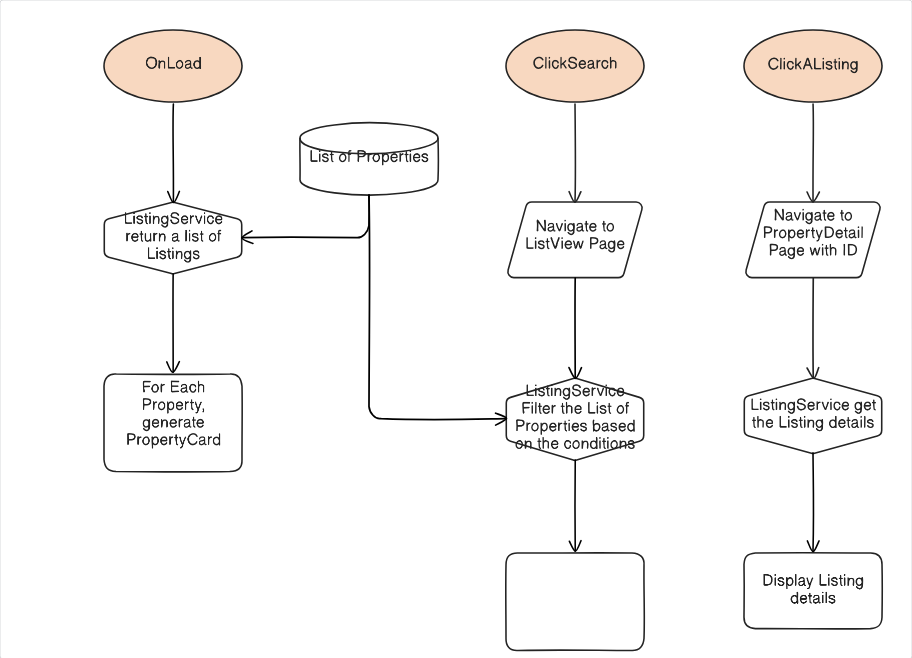 OnLoad
ClickSearch
ClickAListing
List of Properties
ListingService
return a list of
Listings
Navigate to
ListView Page
Navigate to
PropertyDetail
Page with ID
For Each
Property,
generate
PropertyCard
ListingService
Filter the List of
Properties based
on the conditions
ListingService get
the Listing details
Display Listing
details